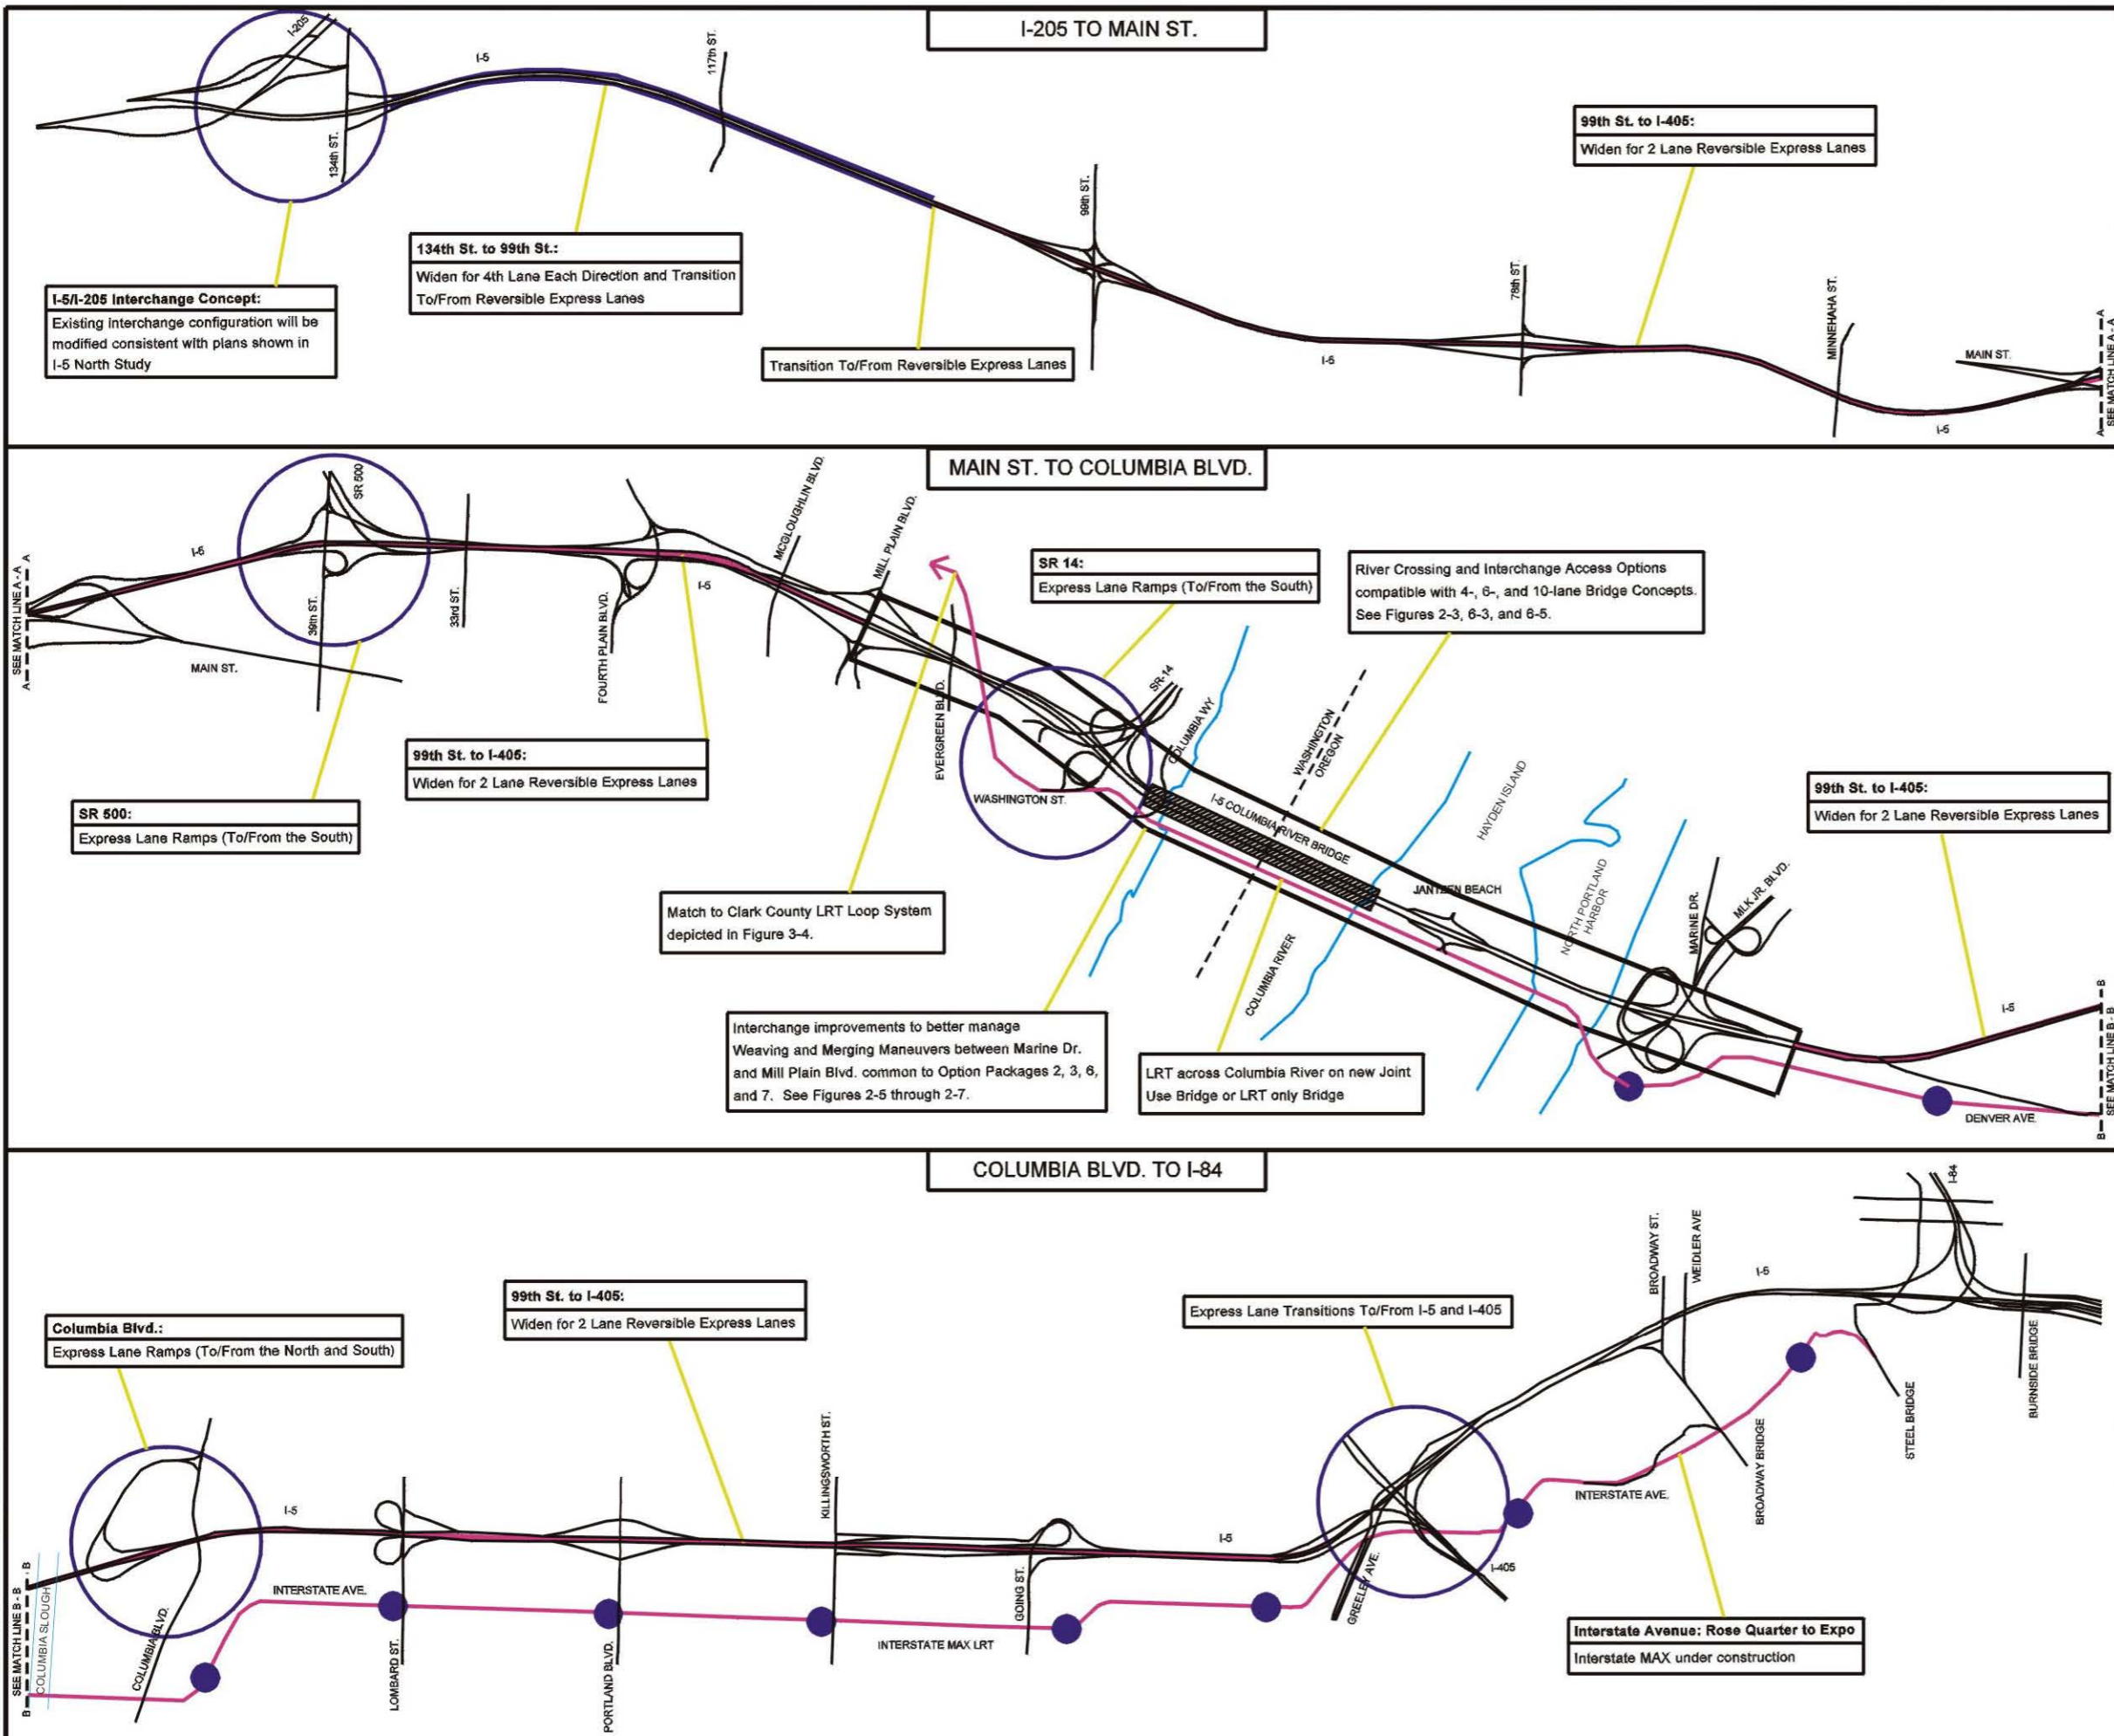 I-205 TO MAIN ST.
I-205
I-5
117th ST.
134th ST.
99th St. to I-405:
Widen for 2 Lane Reversible Express Lanes
99th ST.
134th St. to 99th St.:
Widen for 4th Lane Each Direction and Transition
To/From Reversible Express Lanes
I-5/I-205 Interchange Concept:
Existing interchange configuration will be
modified consistent with plans shown in
I-5 North Study
Transition To/From Reversible Express Lanes
I-5
78th ST.
MINNEHAHA ST.
MAIN ST.
I-5
A
SEE MATCH LINE A - A
A
MAIN ST. TO COLUMBIA BLVD.
A
SEE MATCH LINE A - A
A
I-5
SR 500
39th ST.
33rd ST.
MAIN ST.
FOURTH PLAIN BLVD.
I-5
MCGLOUGHLIN BLVD.
MILL PLAIN BLVD.
EVERGREEN BLVD.
SR 14:
Express Lane Ramps (To/From the South)
River Crossing and Interchange Access Options
compatible with 4-, 6-, and 10-lane Bridge Concepts.
See Figures 2-3, 6-3, and 6-5.
SR-14
COLUMBIA WY
WASHINGTON
OREGON
WASHINGTON ST.
I-5 COLUMBIA RIVER BRIDGE
HAYDEN ISLAND
JANTZEN BEACH
NORTH PORTLAND
HARBOR
COLUMBIA RIVER
MARINE DR.
MLK JR. BLVD.
99th St. to I-405:
Widen for 2 Lane Reversible Express Lanes
SR 500:
Express Lane Ramps (To/From the South)
99th St. to I-405:
Widen for 2 Lane Reversible Express Lanes
Match to Clark County LRT Loop System
depicted in Figure 3-4.
Interchange improvements to better manage
Weaving and Merging Maneuvers between Marine Dr.
and Mill Plain Blvd. common to Option Packages 2, 3, 6,
and 7. See Figures 2-5 through 2-7.
LRT across Columbia River on new Joint
Use Bridge or LRT only Bridge
I-5
DENVER AVE.
B
SEE MATCH LINE B - B
B
COLUMBIA BLVD. TO I-84
Columbia Blvd.:
Express Lane Ramps (To/From the North and South)
99th St. to I-405:
Widen for 2 Lane Reversible Express Lanes
Express Lane Transitions To/From I-5 and I-405
BROADWAY ST.
WEIDLER AVE
I-5
I-84
BURNSIDE BRIDGE
STEEL BRIDGE
BROADWAY BRIDGE
INTERSTATE AVE.
B
SEE MATCH LINE B - B
B
COLUMBIA SLOUGH
COLUMBIA BLVD.
I-5
INTERSTATE AVE.
LOMBARD ST.
PORTLAND BLVD.
KILLINGSWORTH ST.
INTERSTATE MAX LRT
GOING ST.
I-5
GREELEY AVE.
I-405
Interstate Avenue: Rose Quarter to Expo
Interstate MAX under construction